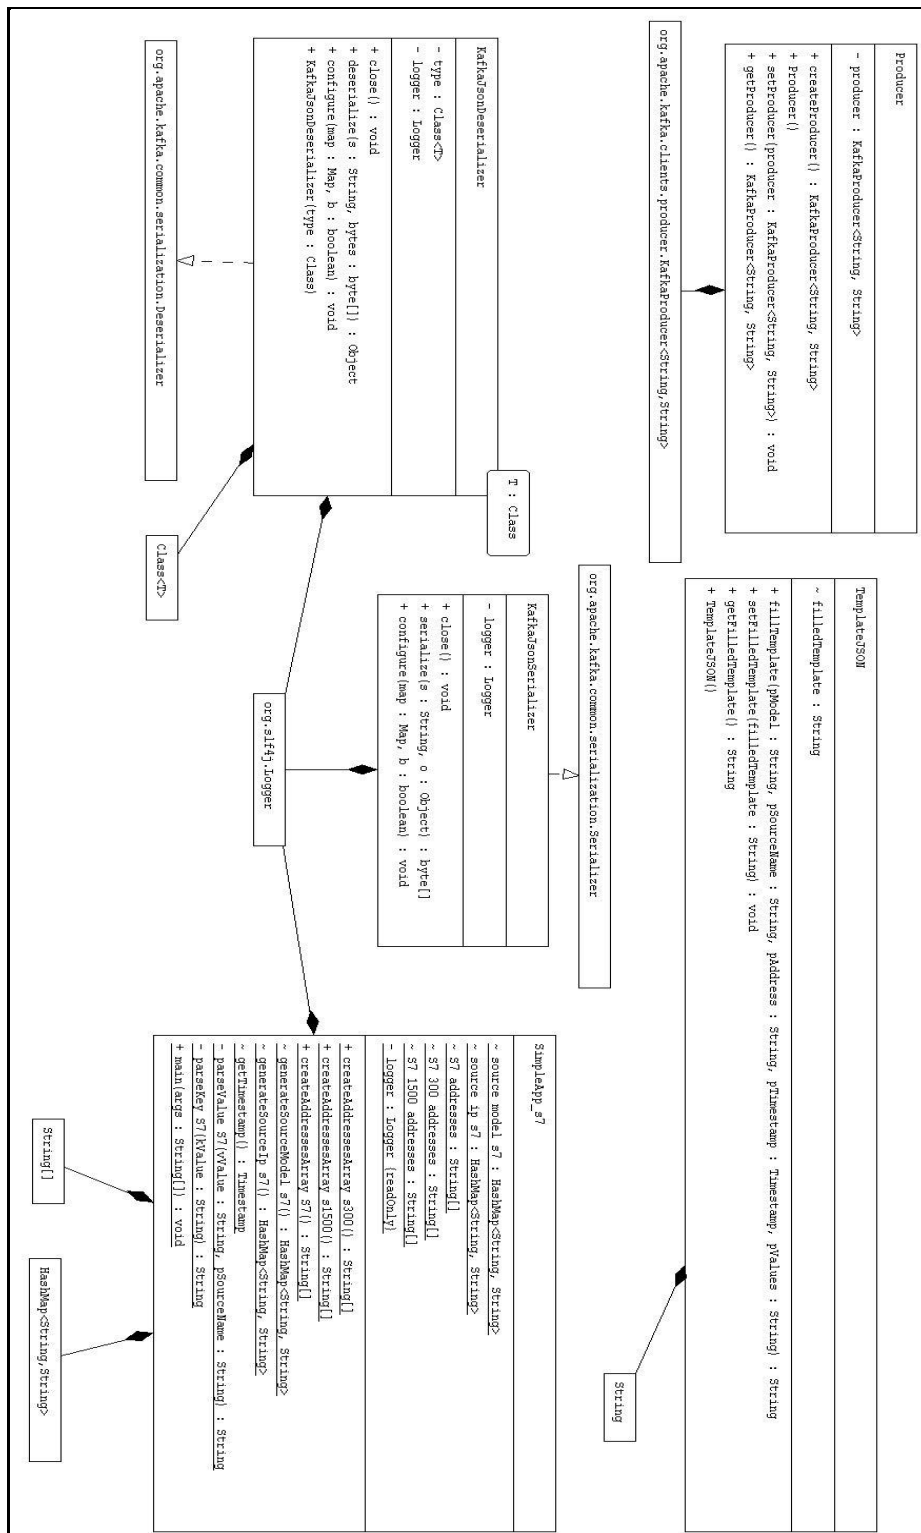 Producer
- producer : KafkaProducer<String, String>
+ createProducer() : KafkaProducer<String, String>
+ Producer()
+ setProducer(producer : KafkaProducer<String, String>) : void
+ getProducer() : KafkaProducer<String, String>
org.apache.kafka.clients.producer.KafkaProducer<String,String>
TemplateJSON
~ filledTemplate : String
+ fillTemplate(pModel : String, pSourceName : String, pAddress : String, pTimestamp : Timestamp, pValues : String) : String
+ setFilledTemplate(filledTemplate : String) : void
+ getFilledTemplate() : String
+ TemplateJSON()
String
T : Class
KafkaJsonDeserializer
- type : Class<T>
- logger : Logger
+ close() : void
+ deserialize(s : String, bytes : byte[]) : Object
+ configure(map : Map, b : boolean) : void
+ KafkaJsonDeserializer(type : Class)
org.apache.kafka.common.serialization.Deserializer
Class<T>
org.apache.kafka.common.serialization.Serializer
KafkaJsonSerializer
- logger : Logger
+ close() : void
+ serialize(s : String, o : Object) : byte[]
+ configure(map : Map, b : boolean) : void
org.slf4j.Logger
SimpleApp_s7
~ source model s7 : HashMap<String, String>
~ source ip s7 : HashMap<String, String>
~ S7 addresses : String[]
~ S7 300 addresses : String[]
~ S7 1500 addresses : String[]
- logger : Logger {readOnly}
+ createAddressesArray s300() : String[]
+ createAddressesArray s1500() : String[]
+ createAddressesArray S7() : String[]
~ generateSourceModel s7() : HashMap<String, String>
~ generateSourceIp s7() : HashMap<String, String>
~ getTimestamp() : Timestamp
- parseValue S7(vValue : String, pSourceName : String) : String
- parseKey S7(kValue : String) : String
+ main(args : String[]) : void
String[]
HashMap<String,String>